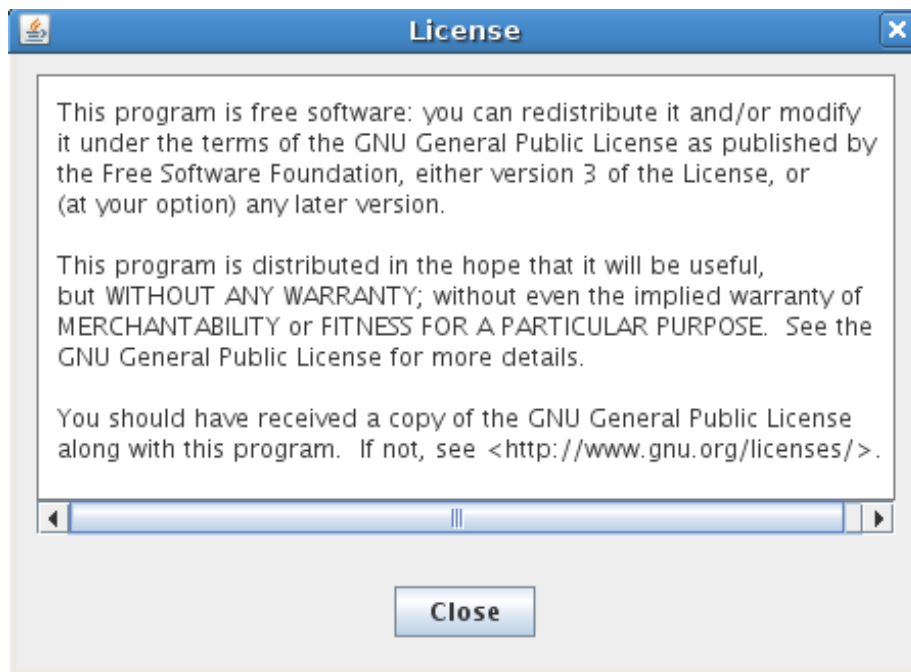 License
This program is free software: you can redistribute it and/or modify
it under the terms of the GNU General Public License as published by
the Free Software Foundation, either version 3 of the License, or
(at your option) any later version.
This program is distributed in the hope that it will be useful,
but WITHOUT ANY WARRANTY; without even the implied warranty of
MERCHANTABILITY or FITNESS FOR A PARTICULAR PURPOSE.  See the
GNU General Public License for more details.
You should have received a copy of the GNU General Public License
along with this program.  If not, see <http://www.gnu.org/licenses/>.
Close